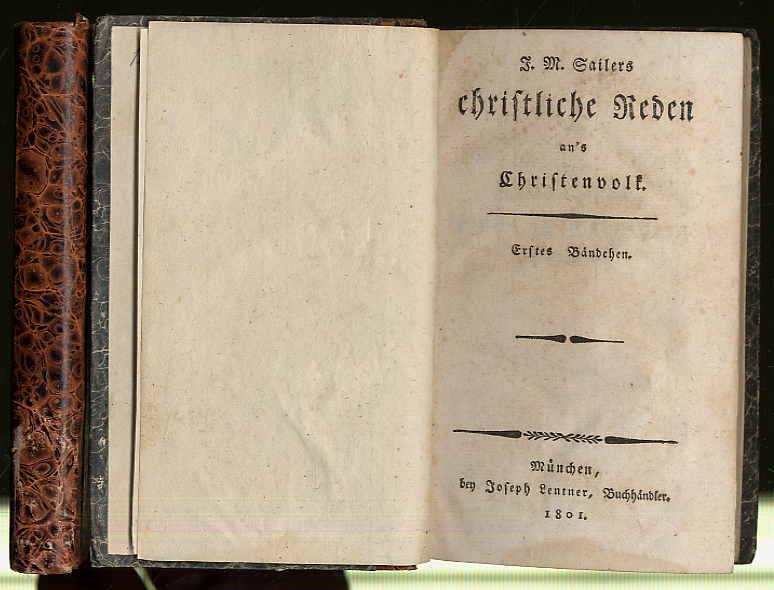 J. M. Sailers
chriſtliche Reden
an's
Chriſtenvolk.
Erſtes Bändchen.
München,
bey Joſeph Lentner, Buchhändler.
1801.